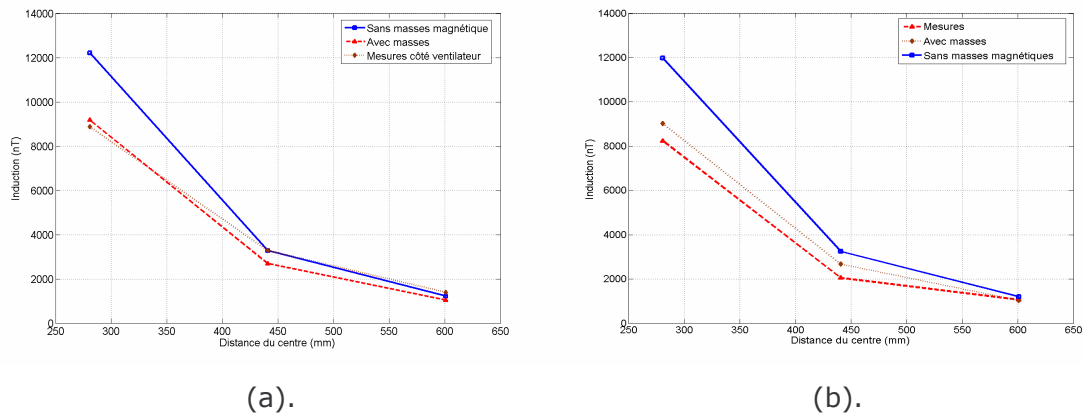 14000
12000
10000
8000
6000
4000
2000
0
Induction (nT)
250 300 350 400 450 500 550 600 650
Distance du centre (mm)
Sans masses magnétique
Avec masses
Mesures côté ventilateur
(a).
14000
12000
10000
8000
6000
4000
2000
0
Induction (nT)
250 300 350 400 450 500 550 600 650
Distance du centre (mm)
Mesures
Avec masses
Sans masses magnétiques
(b).